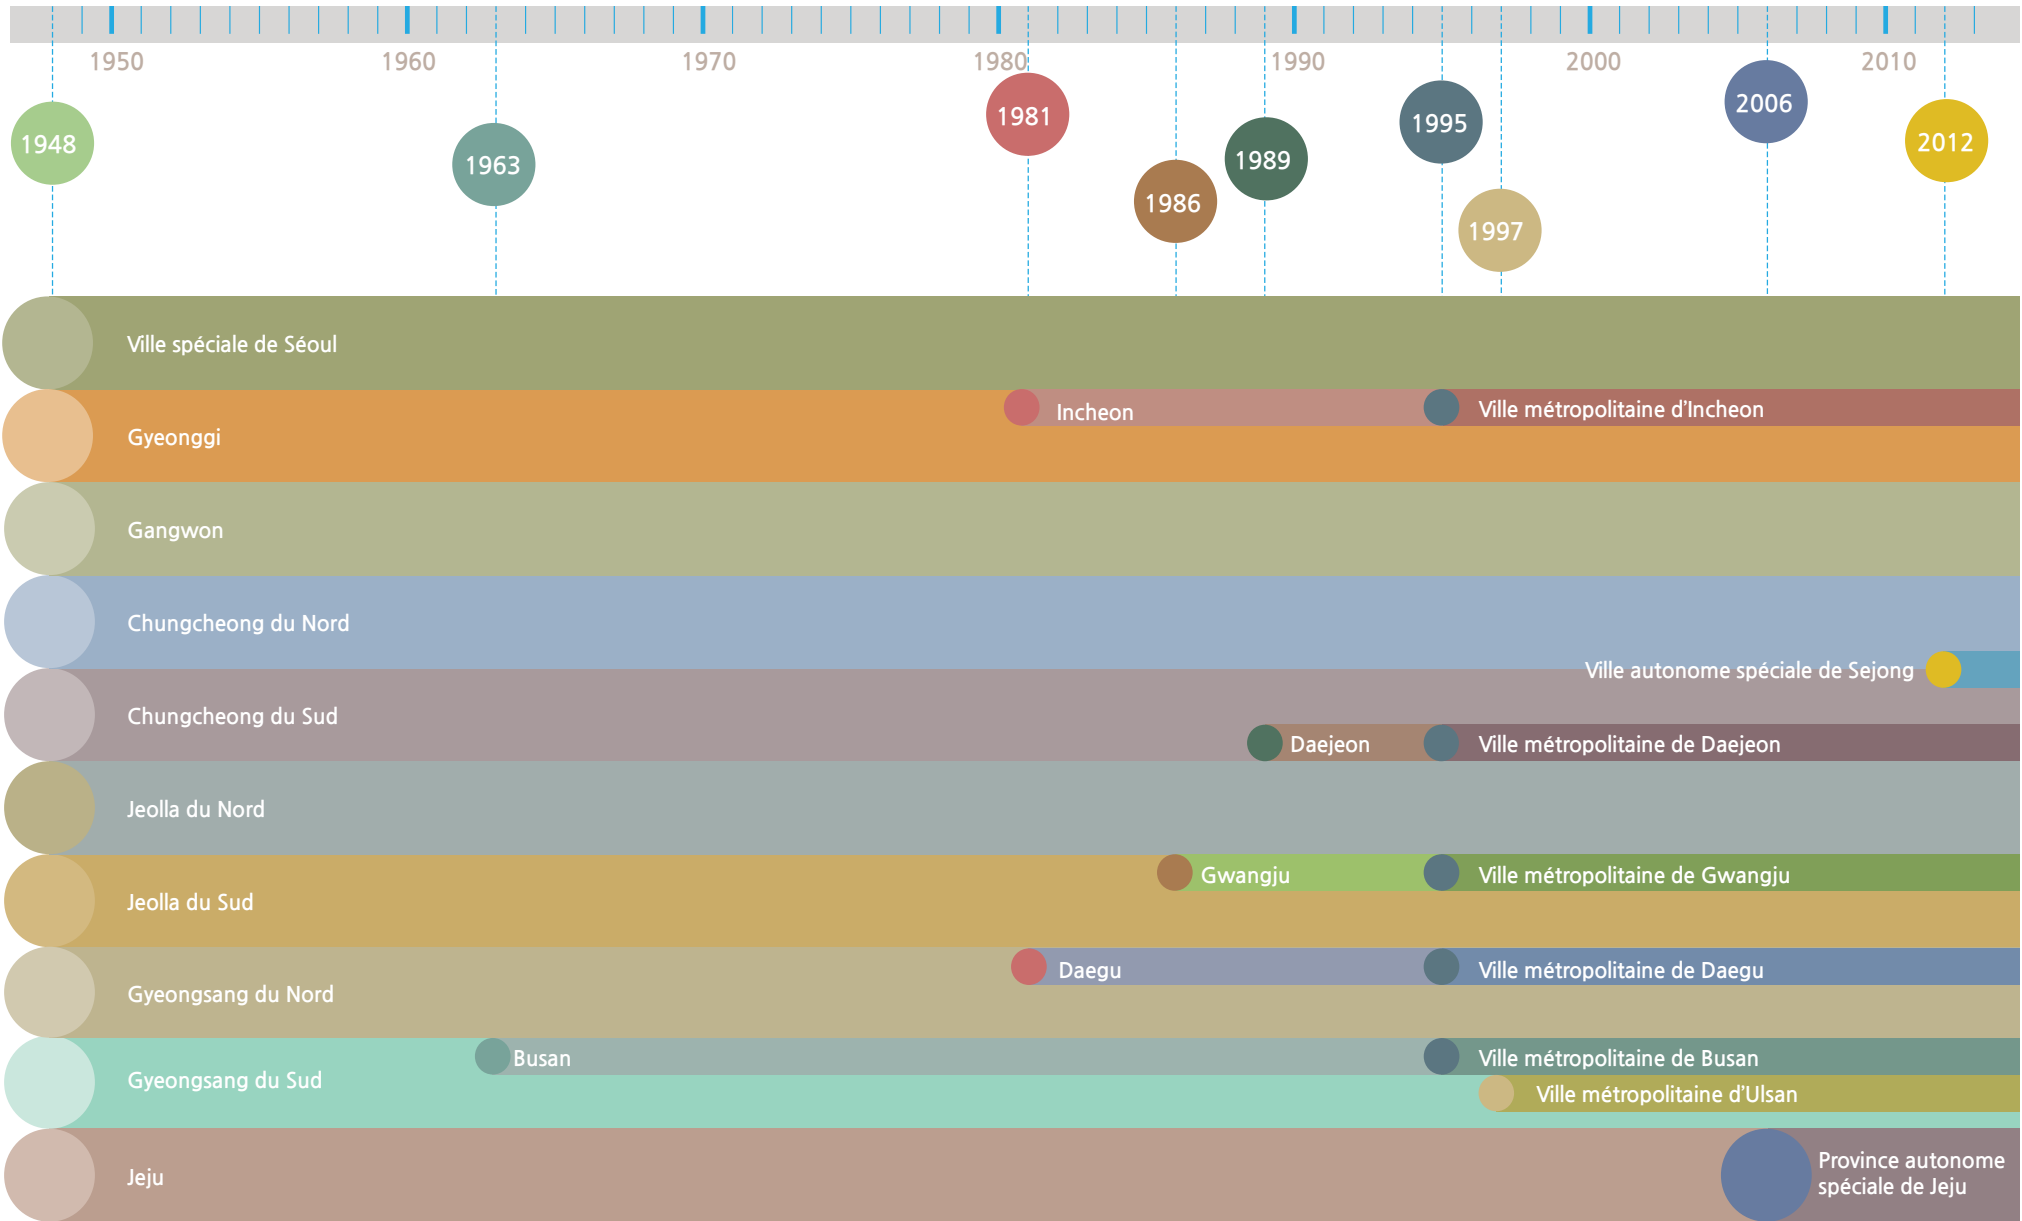 1950
1960
1970
1980
1990
2000
2010
1948
1963
1981
1986
1989
1995
1997
2006
2012
Ville spéciale de Séoul
Gyeonggi
Incheon
Ville métropolitaine d'Incheon
Gangwon
Chungcheong du Nord
Ville autonome spéciale de Sejong
Chungcheong du Sud
Daejeon
Ville métropolitaine de Daejeon
Jeolla du Nord
Jeolla du Sud
Gwangju
Ville métropolitaine de Gwangju
Gyeongsang du Nord
Daegu
Ville métropolitaine de Daegu
Gyeongsang du Sud
Busan
Ville métropolitaine de Busan
Ville métropolitaine d'Ulsan
Jeju
Province autonome
spéciale de Jeju